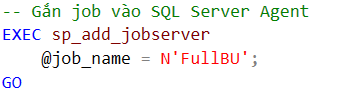 -- Gắn job vào SQL Server Agent
EXEC sp_add_jobserver
    @job_name = N'FullBU';
GO